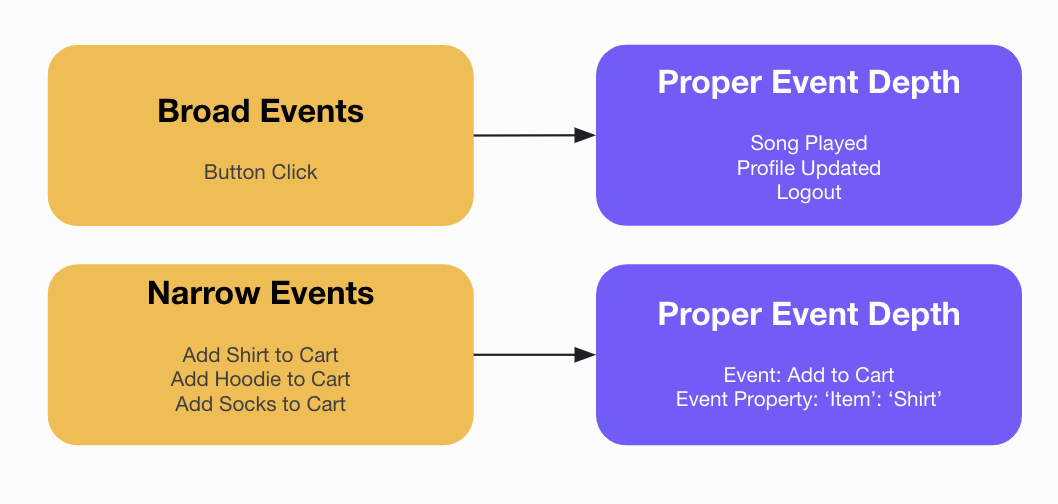 Broad Events
Button Click
Proper Event Depth
Song Played
Profile Updated
Logout
Narrow Events
Add Shirt to Cart
Add Hoodie to Cart
Add Socks to Cart
Proper Event Depth
Event: Add to Cart
Event Property: ‘Item’: ‘Shirt’